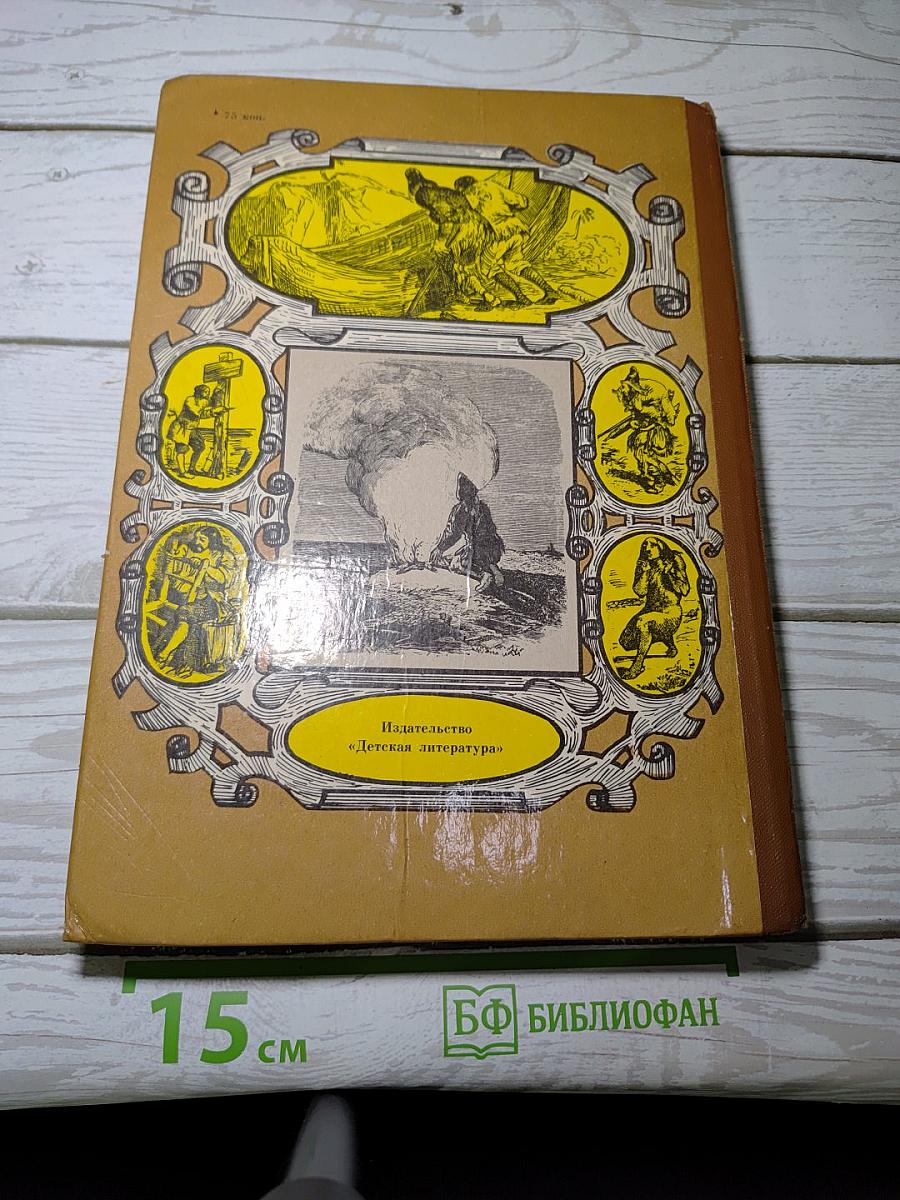 75 коп.
Издательство
«Детская литература»
15 см
БФ БИБЛИОФАН